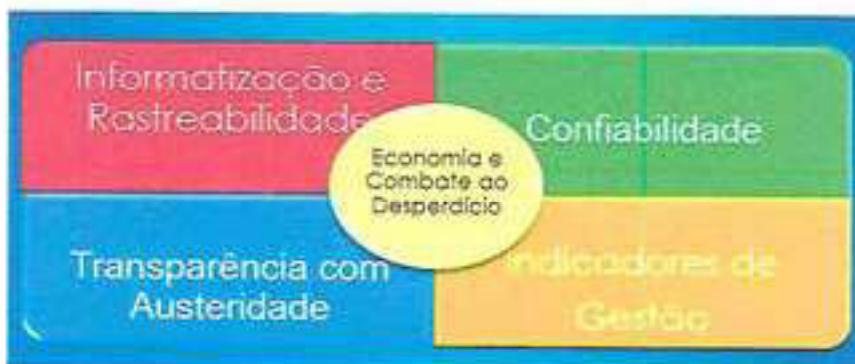 Informatização e
Rastreabilidade
Confiabilidade
Economia e
Combate ao
Desperdício
Transparência com
Austeridade
Indicadores de
Gestão